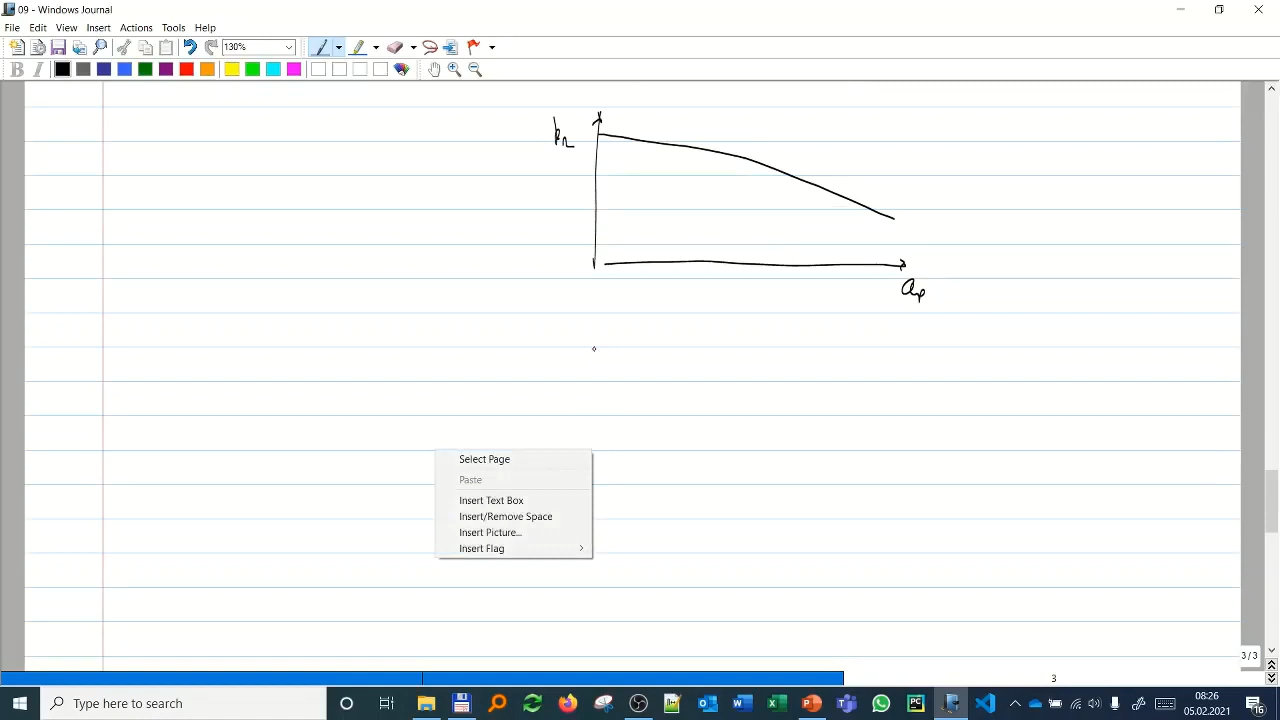 09 - Windows Journal
File Edit View Insert Actions Tools Help
130%
B I
Select Page
Paste
Insert Text Box
Insert/Remove Space
Insert Picture...
Insert Flag
3 / 3
3
Type here to search
08:26
05.02.2021